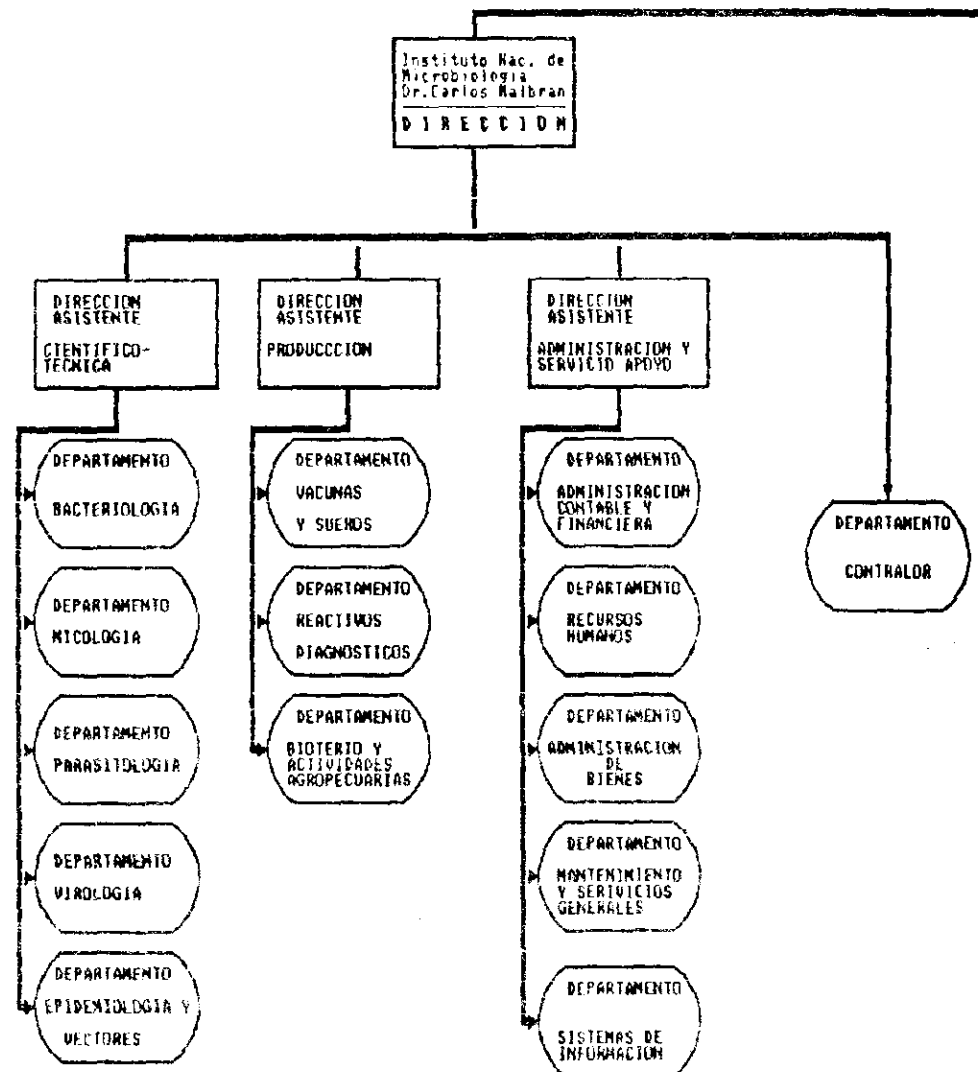 Instituto Nac. de
Microbiologia
Dr.Carlos Malbran
D I R E C C I O N
DIRECCION
ASISTENTE
CIENTIFICO-
TECNICA
DIRECCION
ASISTENTE
PRODUCCCION
DIRECCION
ASISTENTE
ADMINISTRACION Y
SERVICIO APOYO
DEPARTAMENTO
BACTERIOLOGIA
DEPARTAMENTO
MICOLOGIA
DEPARTAMENTO
PARASITOLOGIA
DEPARTAMENTO
VIROLOGIA
DEPARTAMENTO
EPIDEMIOLOGIA Y
VECTORES
DEPARTAMENTO
VACUNAS
Y SUEROS
DEPARTAMENTO
REACTIVOS
DIAGNOSTICOS
DEPARTAMENTO
BIOTERIO Y
ACTIVIDADES
AGROPECUARIAS
DEPARTAMENTO
ADMINISTRACION
CONTABLE Y
FINANCIERA
DEPARTAMENTO
RECURSOS
HUMANOS
DEPARTAMENTO
ADMINISTRACION
DE
BIENES
DEPARTAMENTO
MANTENIMIENTO
Y SERIVICIOS
GENERALES
DEPARTAMENTO
SISTEMAS DE
INFORMACION
DEPARTAMENTO
CONTRALOR